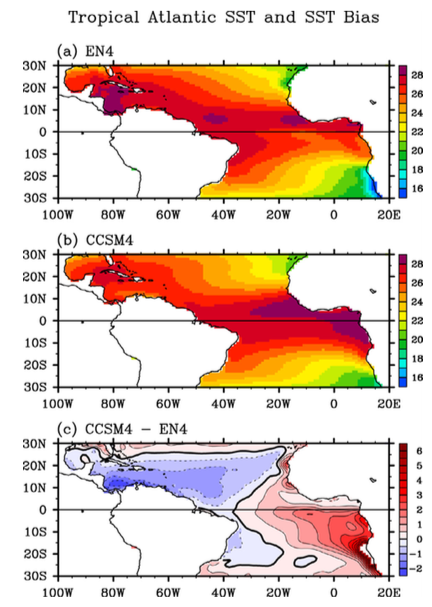 Tropical Atlantic SST and SST Bias
(a) EN4
30N
20N
10N
0
10S
20S
30S
100W 80W 60W 40W 20W 0 20E
28
26
24
22
20
18
16
(b) CCSM4
30N
20N
10N
0
10S
20S
30S
100W 80W 60W 40W 20W 0 20E
28
26
24
22
20
18
16
(c) CCSM4 − EN4
30N
20N
10N
0
10S
20S
30S
100W 80W 60W 40W 20W 0 20E
6
5
4
3
2
1
0
−1
−2